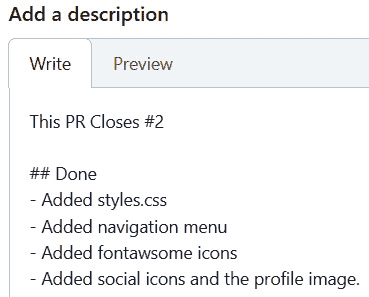 Add a description
Write Preview
This PR Closes #2
## Done
- Added styles.css
- Added navigation menu
- Added fontawsome icons
- Added social icons and the profile image.